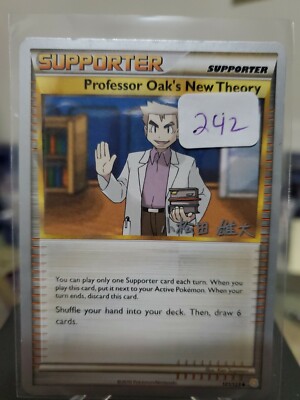 SUPPORTER
SUPPORTER
Professor Oak's New Theory
242
You can play only one Supporter card each turn. When you
play this card, put it next to your Active Pokémon. When your
turn ends, discard this card.
Shuffle your hand into your deck. Then, draw 6
cards.